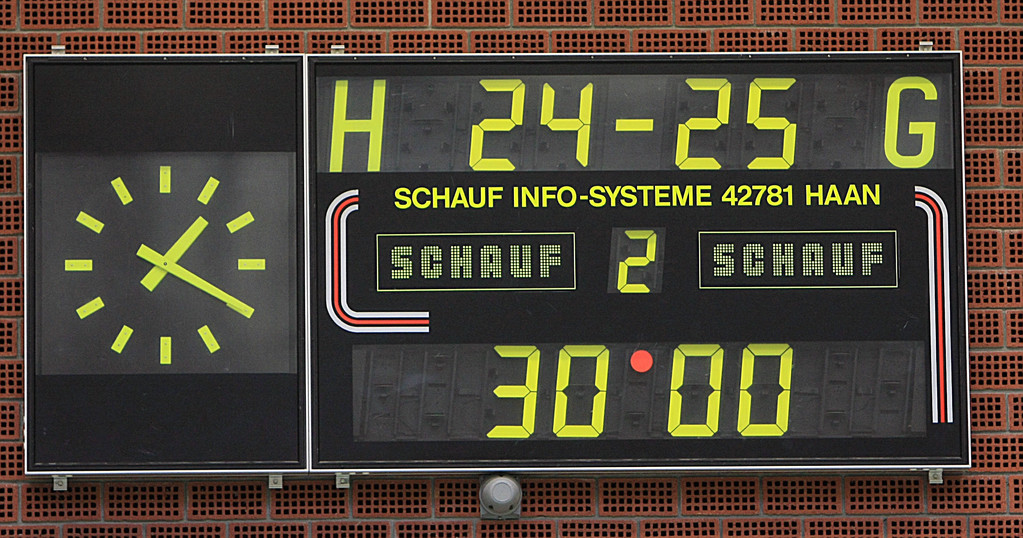 H 24-25 G
SCHAUF INFO-SYSTEME 42781 HAAN
SCHAUF 2 SCHAUF
30 00